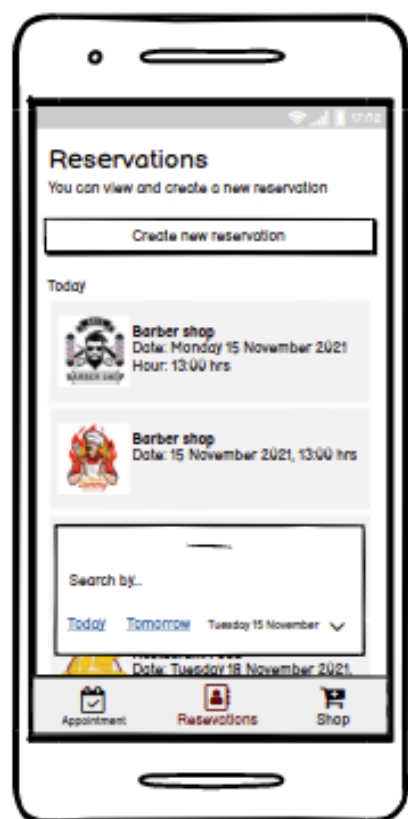 17:02
Reservations
You can view and create a new reservation
Create new reservation
Today
Barber shop
Date: Monday 15 November 2021
Hour: 13:00 hrs
BARBER SHOP
Barber shop
Date: 15 November 2021, 13:00 hrs
Search by...
Today Tomorrow Tuesday 15 November
Date: Tuesday 18 November 2021,
Appointment Resevations Shop